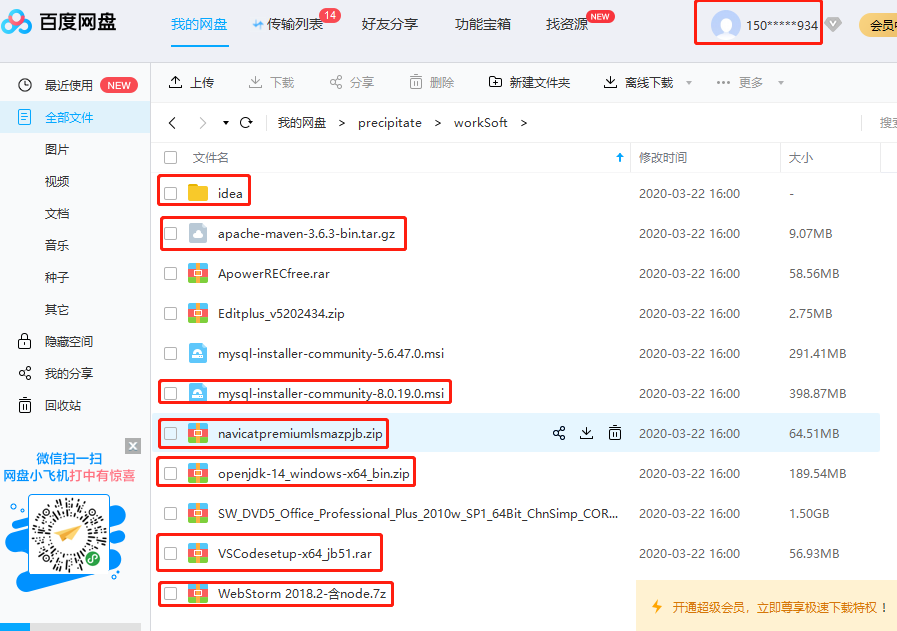 百度网盘 我的网盘 传输列表 14 好友分享 功能宝箱 找资源 NEW 150*****934 会员中
最近使用 NEW 上传 下载 分享 删除 新建文件夹 离线下载 ··· 更多
全部文件
我的网盘 > precipitate > workSoft > 搜索
图片
文件名 修改时间 大小
视频
idea 2020-03-22 16:00 -
文档
apache-maven-3.6.3-bin.tar.gz 2020-03-22 16:00 9.07MB
音乐
ApowerRECfree.rar 2020-03-22 16:00 58.56MB
种子
Editplus_v5202434.zip 2020-03-22 16:00 2.75MB
其它
隐藏空间
mysql-installer-community-5.6.47.0.msi 2020-03-22 16:00 291.41MB
我的分享
mysql-installer-community-8.0.19.0.msi 2020-03-22 16:00 398.87MB
回收站
navicatpremiumlsmazpjb.zip 2020-03-22 16:00 64.51MB
微信扫一扫
网盘小飞机打中有惊喜
openjdk-14_windows-x64_bin.zip 2020-03-22 16:00 189.54MB
SW_DVD5_Office_Professional_Plus_2010w_SP1_64Bit_ChnSimp_COR... 2020-03-22 16:00 1.50GB
VSCodesetup-x64_jb51.rar 2020-03-22 16:00 56.93MB
WebStorm 2018.2-含node.7z
开通超级会员，立即尊享极速下载特权！